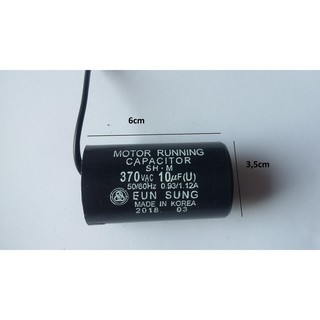 6cm
3,5cm
MOTOR RUNNING
CAPACITOR
SH-M
370VAC 10µF(U)
50/60Hz 0.93/1.12A
EUN SUNG
MADE IN KOREA
2018 03